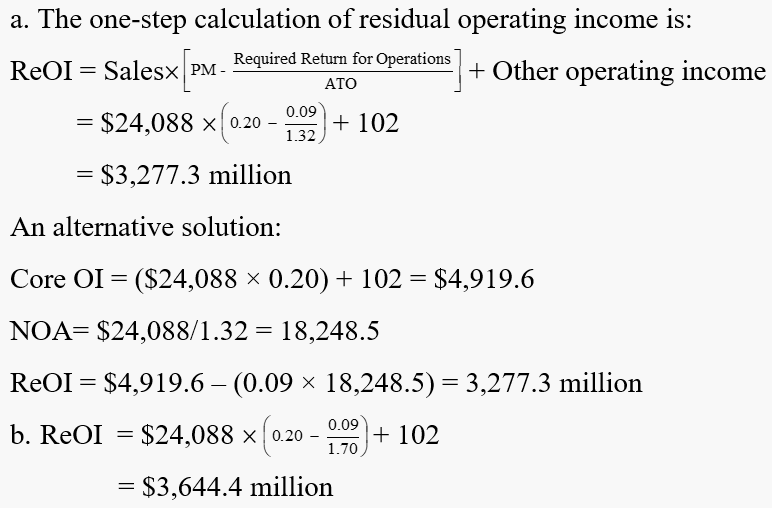 a. The one-step calculation of residual operating income is:
ReOI = Sales×[PM - Required Return for Operations / ATO] + Other operating income
= $24,088 × (0.20 − 0.09 / 1.32) + 102
= $3,277.3 million
An alternative solution:
Core OI = ($24,088 × 0.20) + 102 = $4,919.6
NOA= $24,088/1.32 = 18,248.5
ReOI = $4,919.6 – (0.09 × 18,248.5) = 3,277.3 million
b. ReOI = $24,088 × (0.20 − 0.09 / 1.70) + 102
= $3,644.4 million